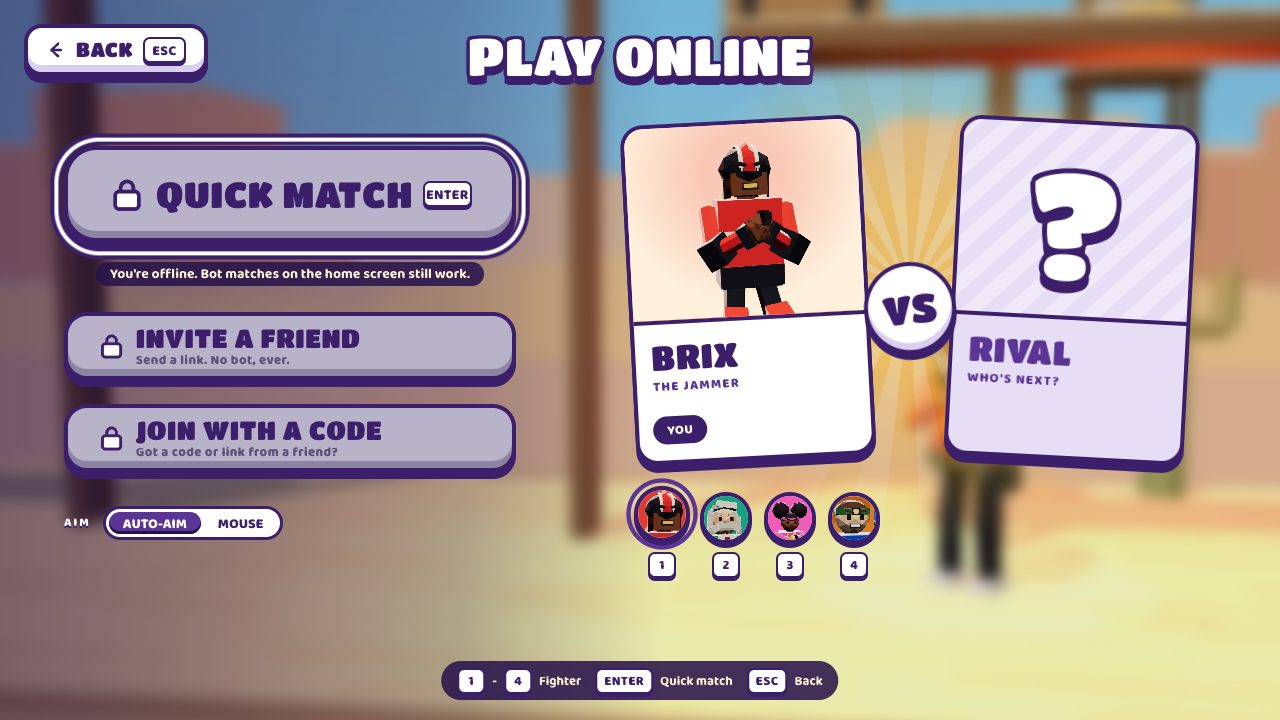 BACK ESC
PLAY ONLINE
QUICK MATCH ENTER
You're offline. Bot matches on the home screen still work.
INVITE A FRIEND
Send a link. No bot, ever.
JOIN WITH A CODE
Got a code or link from a friend?
AIM AUTO-AIM MOUSE
BRIX
THE JAMMER
YOU
VS
?
RIVAL
WHO'S NEXT?
1 2 3 4
1 - 4 Fighter ENTER Quick match ESC Back